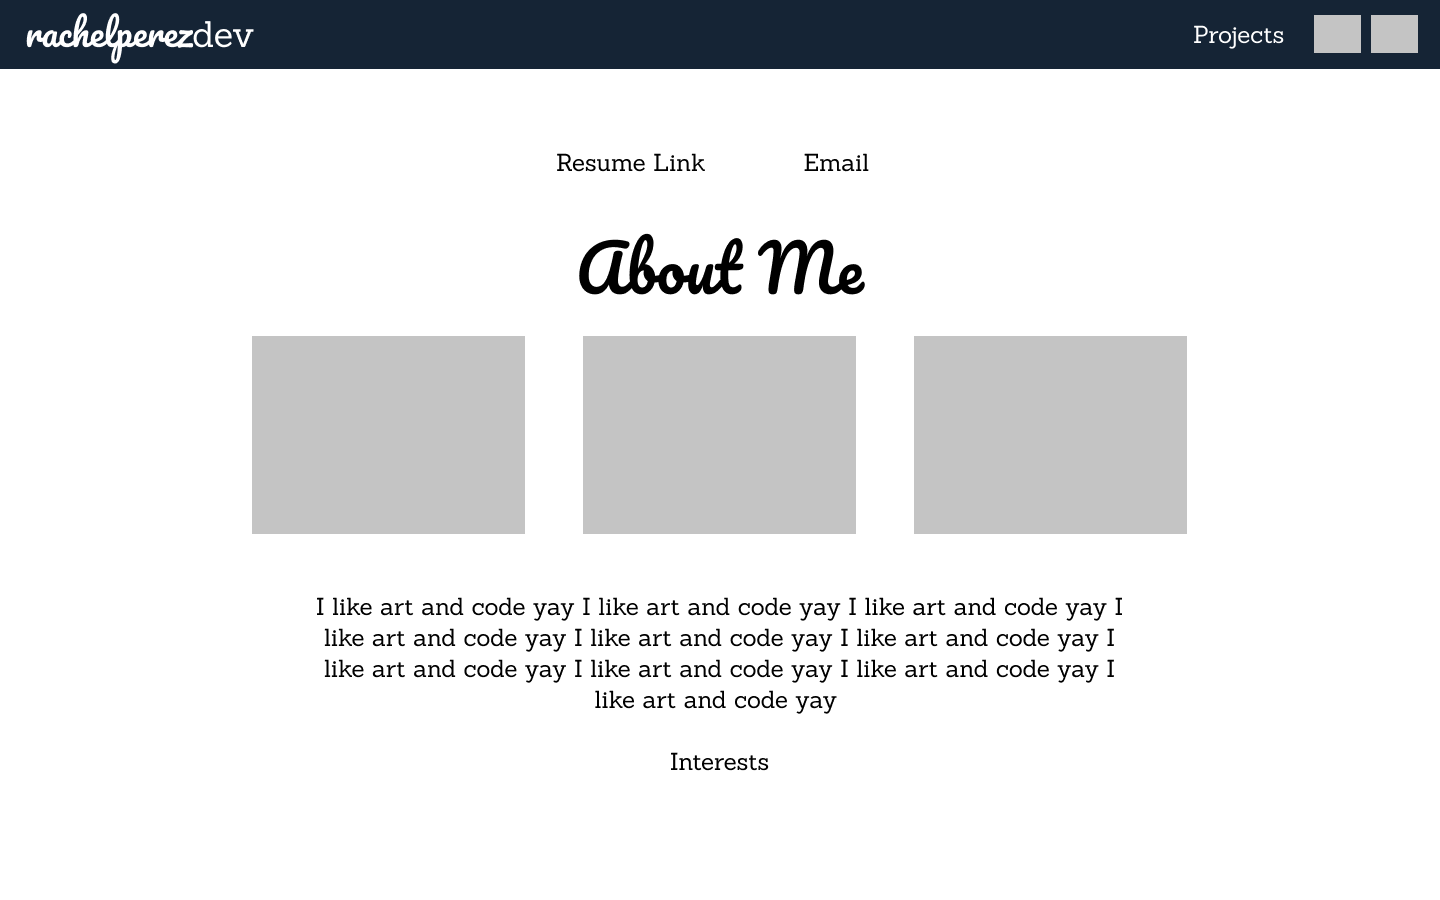 rachelperezdev
Projects
Resume Link
Email
About Me
I like art and code yay I like art and code yay I like art and code yay I
like art and code yay I like art and code yay I like art and code yay I
like art and code yay I like art and code yay I like art and code yay I
like art and code yay
Interests